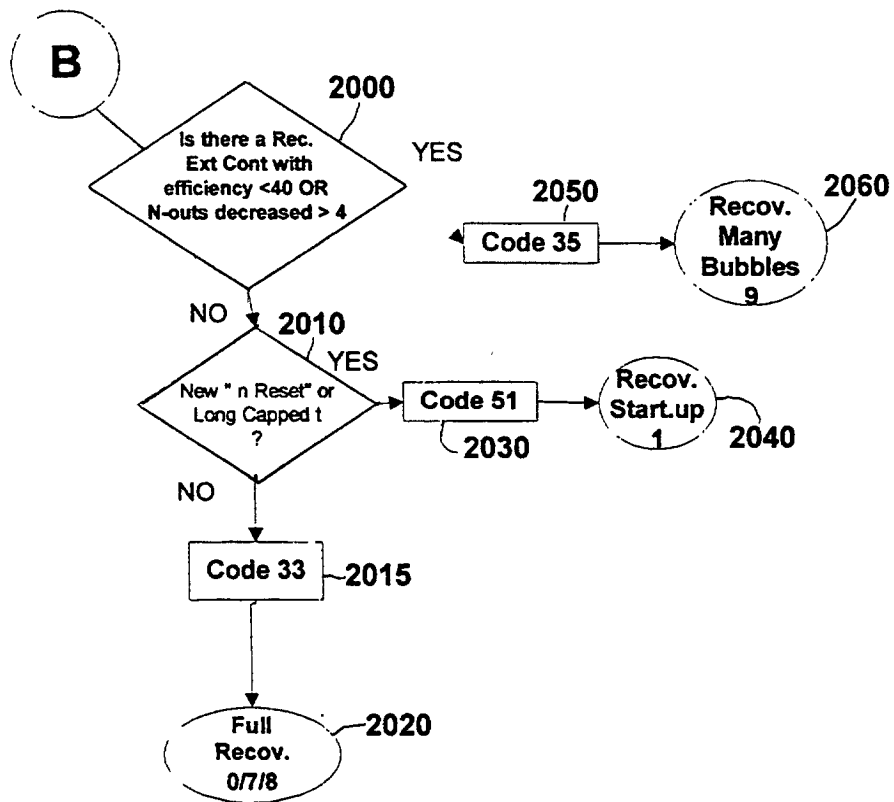 B
2000
Is there a Rec.
Ext Cont with
efficiency <40 OR
N-outs decreased > 4
YES
2050
Code 35
2060
Recov.
Many
Bubbles
9
NO
2010
YES
New " n Reset" or
Long Capped t
?
Code 51
2030
Recov.
Start.up
1
2040
NO
Code 33
2015
Full
Recov.
0/7/8
2020